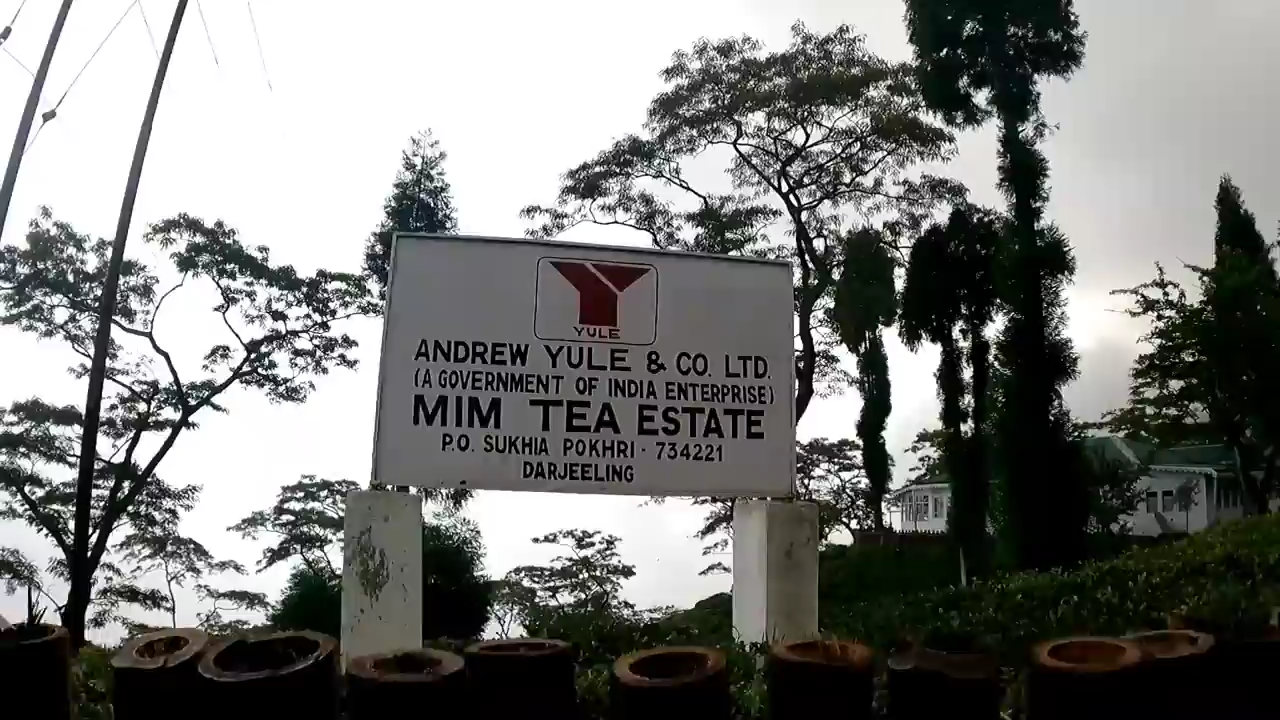 YULE
ANDREW YULE & CO. LTD.
(A GOVERNMENT OF INDIA ENTERPRISE)
MIM TEA ESTATE
P.O. SUKHIA POKHRI - 734221
DARJEELING